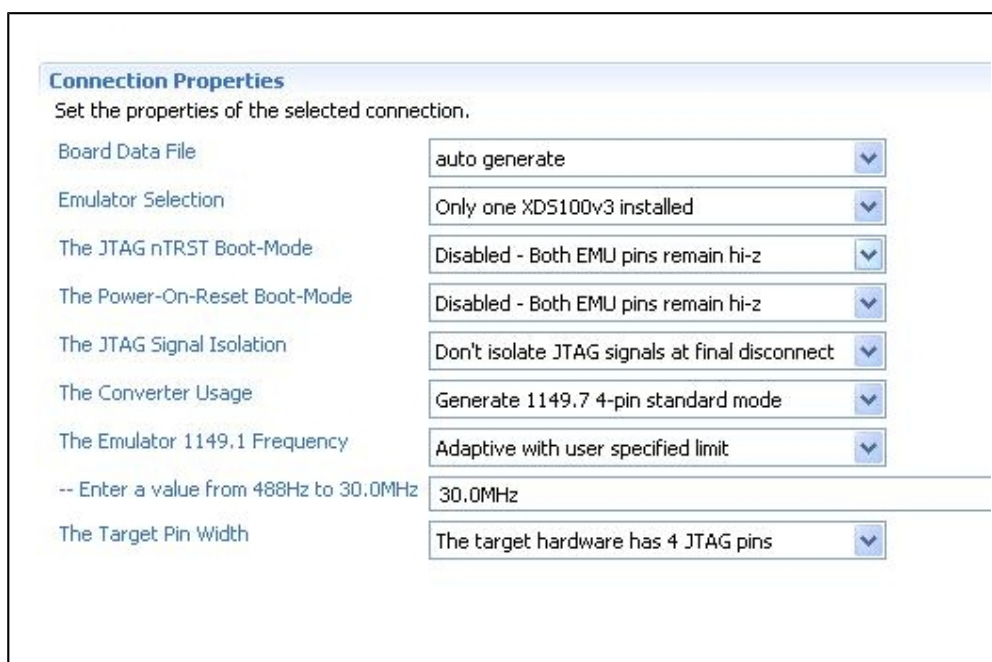 Connection Properties
Set the properties of the selected connection.
Board Data File auto generate
Emulator Selection Only one XDS100v3 installed
The JTAG nTRST Boot-Mode Disabled - Both EMU pins remain hi-z
The Power-On-Reset Boot-Mode Disabled - Both EMU pins remain hi-z
The JTAG Signal Isolation Don't isolate JTAG signals at final disconnect
The Converter Usage Generate 1149.7 4-pin standard mode
The Emulator 1149.1 Frequency Adaptive with user specified limit
-- Enter a value from 488Hz to 30.0MHz 30.0MHz
The Target Pin Width The target hardware has 4 JTAG pins